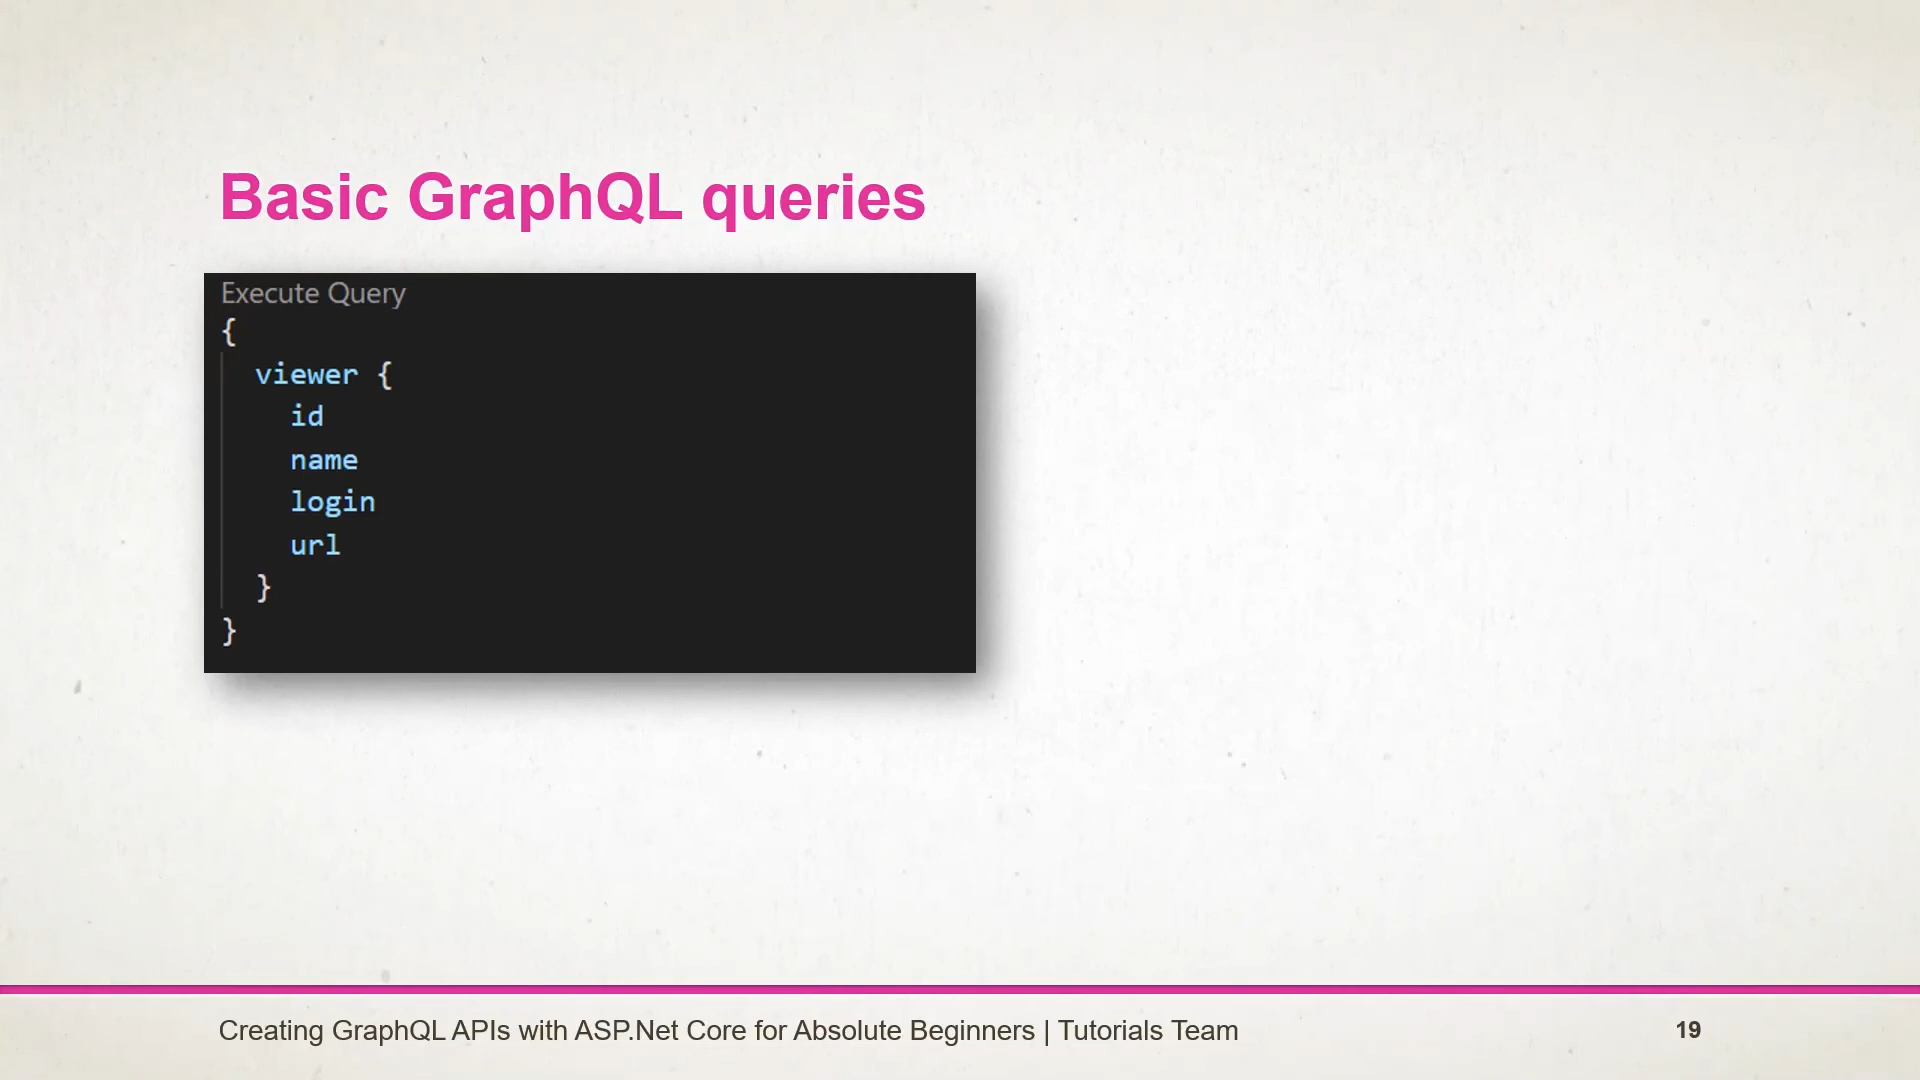 Basic GraphQL queries
Execute Query
{
  viewer {
    id
    name
    login
    url
  }
}
Creating GraphQL APIs with ASP.Net Core for Absolute Beginners | Tutorials Team
19